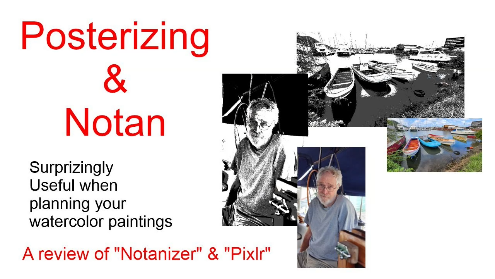 Posterizing
&
Notan
Surprizingly
Useful when
planning your
watercolor paintings
A review of "Notanizer" & "Pixlr"